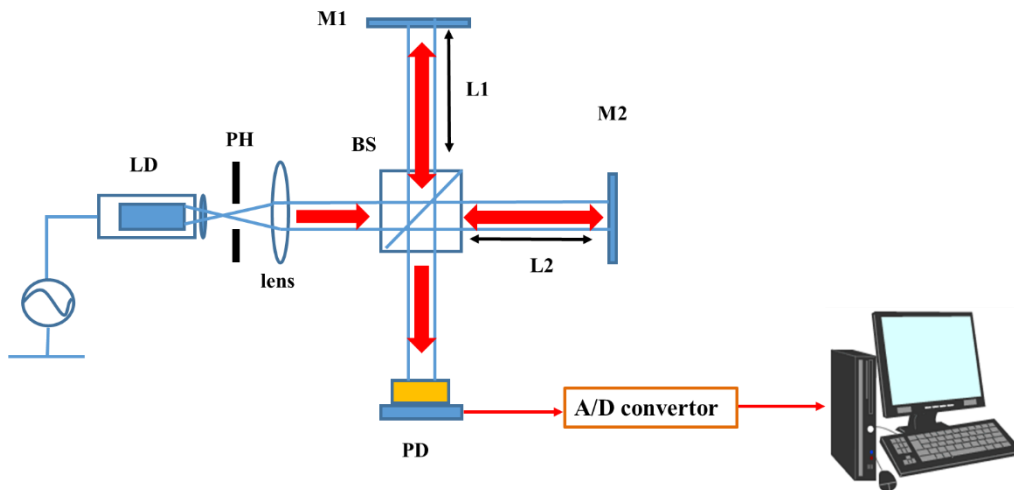 M1
L1
M2
PH
BS
LD
L2
lens
A/D convertor
PD